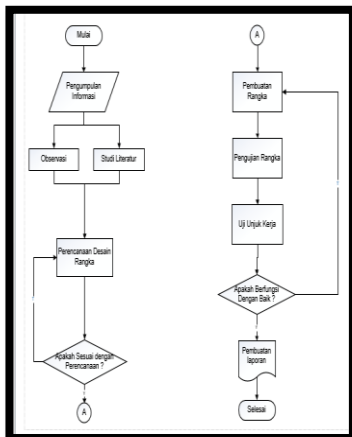 Mulai
Pengumpulan
Informasi
Observasi
Studi Literatur
Perencanaan Desain
Rangka
Apakah Sesuai dengan
Perencanaan ?
A
A
Pembuatan
Rangka
Pengujian Rangka
Uji Unjuk Kerja
Apakah Berfungsi
Dengan Baik ?
Pembuatan
laporan
Selesai